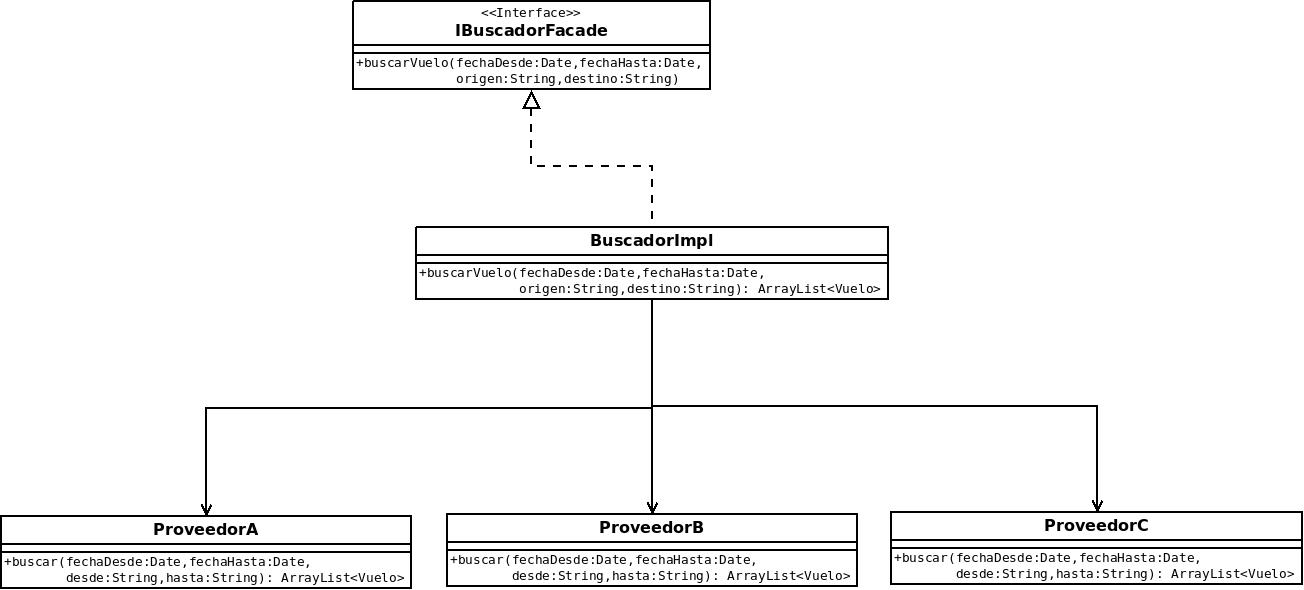 <<Interface>>
IBuscadorFacade
+buscarVuelo(fechaDesde:Date,fechaHasta:Date,
origen:String,destino:String)
BuscadorImpl
+buscarVuelo(fechaDesde:Date,fechaHasta:Date,
origen:String,destino:String): ArrayList<Vuelo>
ProveedorA
+buscar(fechaDesde:Date,fechaHasta:Date,
desde:String,hasta:String): ArrayList<Vuelo>
ProveedorB
+buscar(fechaDesde:Date,fechaHasta:Date,
desde:String,hasta:String): ArrayList<Vuelo>
ProveedorC
+buscar(fechaDesde:Date,fechaHasta:Date,
desde:String,hasta:String): ArrayList<Vuelo>